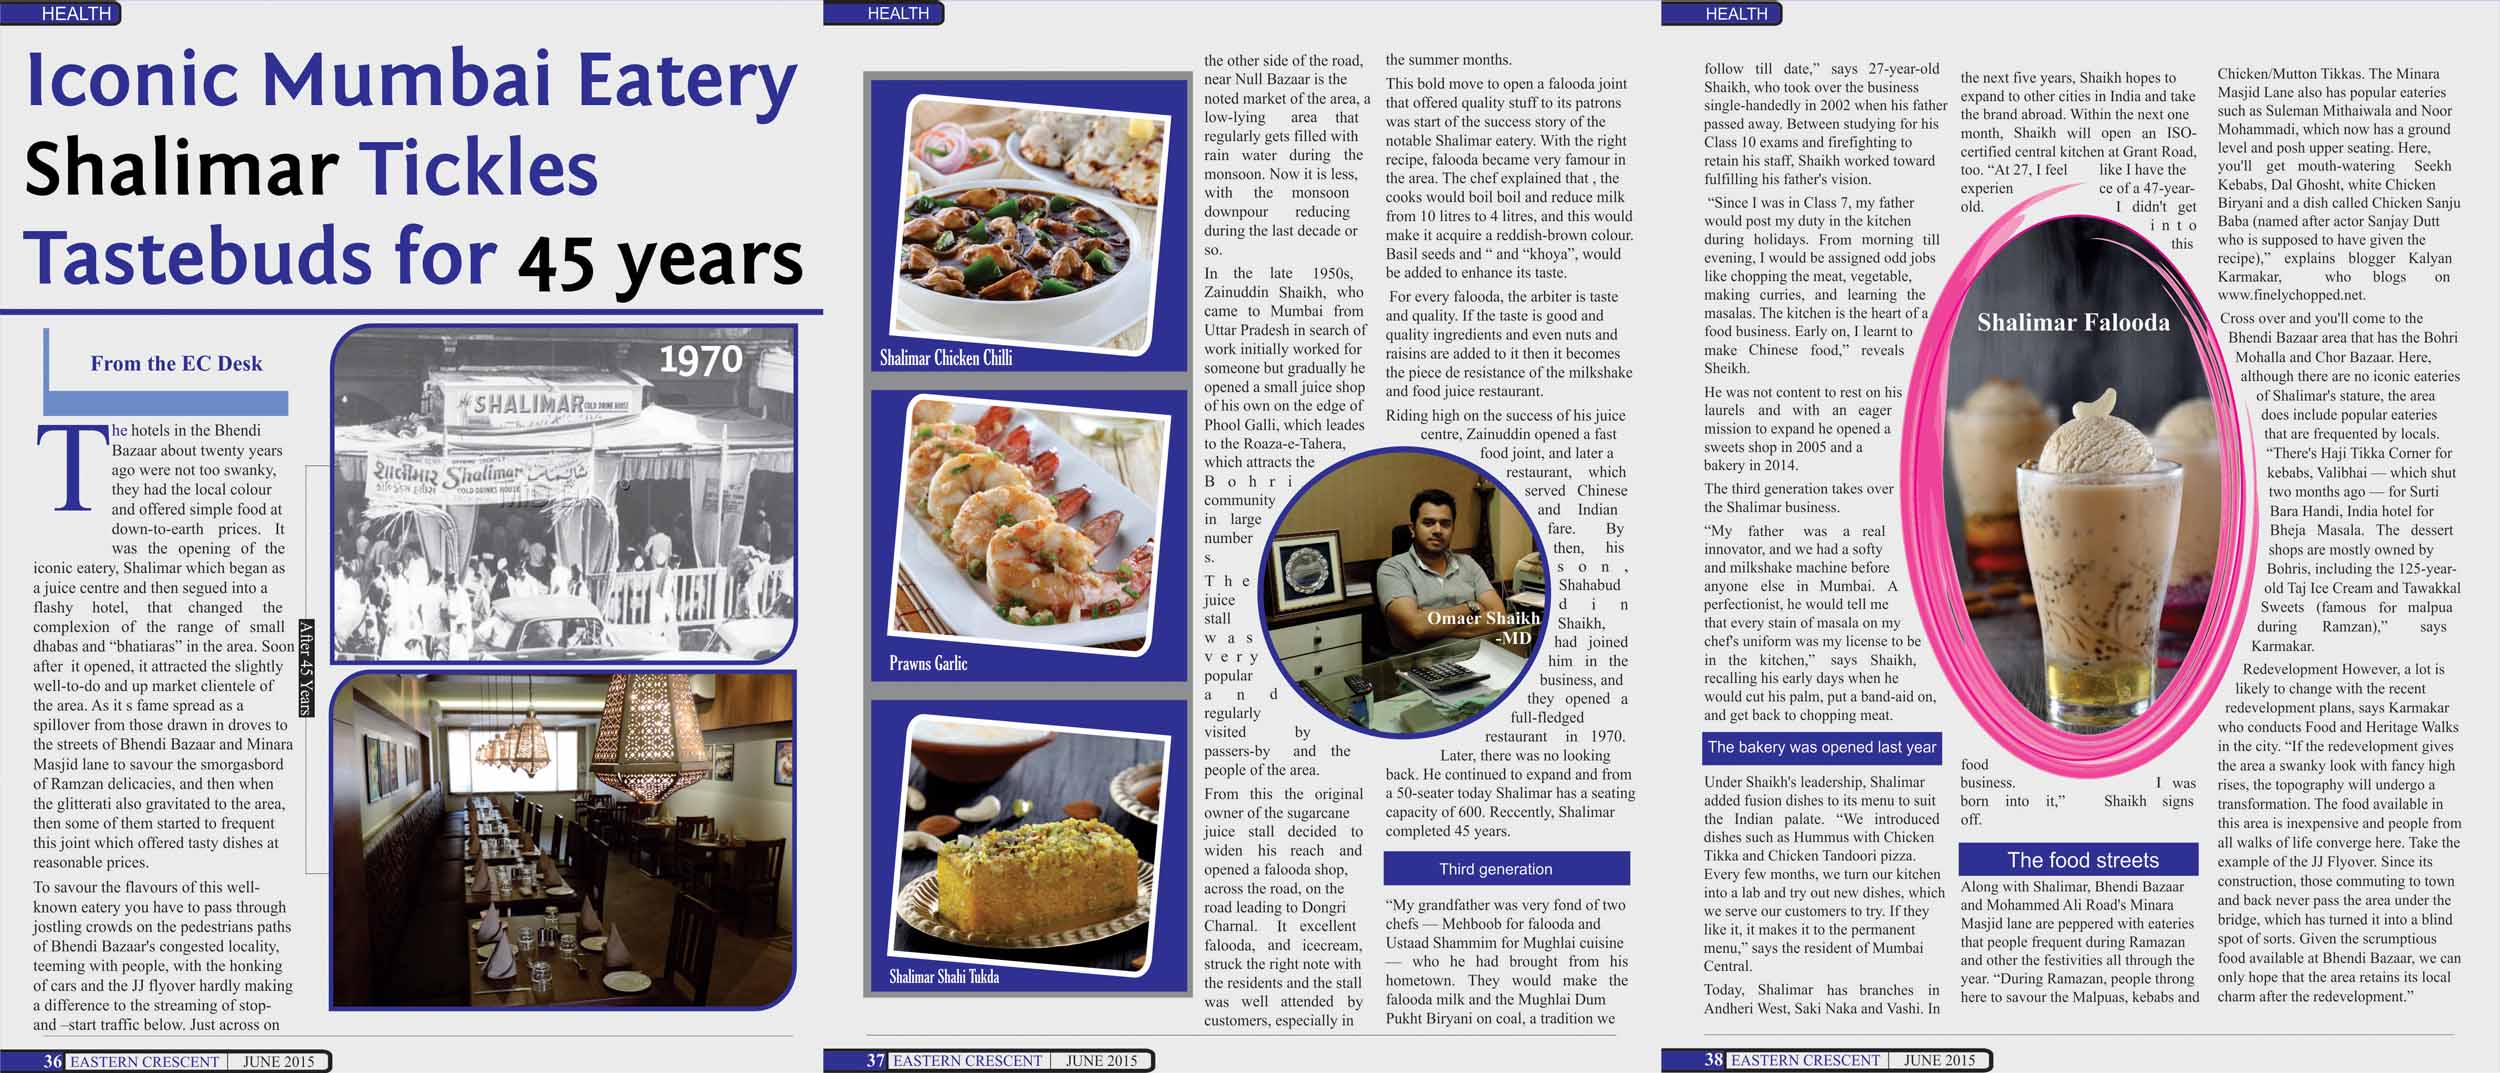 HEALTH
Iconic Mumbai Eatery
Shalimar Tickles
Tastebuds for 45 years
From the EC Desk
The hotels in the Bhendi
Bazaar about twenty years
ago were not too swanky,
they had the local colour
and offered simple food at
down-to-earth prices. It
was the opening of the
iconic eatery, Shalimar which began as
a juice centre and then segued into a
flashy hotel, that changed the
complexion of the range of small
dhabas and “bhatiaras” in the area. Soon
after it opened, it attracted the slightly
well-to-do and up market clientele of
the area. As it s fame spread as a
spillover from those drawn in droves to
the streets of Bhendi Bazaar and Minara
Masjid lane to savour the smorgasbord
of Ramzan delicacies, and then when
the glitterati also gravitated to the area,
then some of them started to frequent
this joint which offered tasty dishes at
reasonable prices.
To savour the flavours of this well-
known eatery you have to pass through
jostling crowds on the pedestrians paths
of Bhendi Bazaar's congested locality,
teeming with people, with the honking
of cars and the JJ flyover hardly making
a difference to the streaming of stop-
and –start traffic below. Just across on
1970
SHALIMAR COLD DRINK HOUSE
शालीमार Shalimar
COLD DRINKS HOUSE
After 45 Years
36 EASTERN CRESCENT JUNE 2015
HEALTH
Shalimar Chicken Chilli
Prawns Garlic
Shalimar Shahi Tukda
the other side of the road,
near Null Bazaar is the
noted market of the area, a
low-lying area that
regularly gets filled with
rain water during the
monsoon. Now it is less,
with the monsoon
downpour reducing
during the last decade or
so.
In the late 1950s,
Zainuddin Shaikh, who
came to Mumbai from
Uttar Pradesh in search of
work initially worked for
someone but gradually he
opened a small juice shop
of his own on the edge of
Phool Galli, which leades
to the Roaza-e-Tahera,
which attracts the
Bohri
community
in large
number
s.
The
juice
stall
was
very
popular
and
regularly
visited by
passers-by and the
people of the area.
From this the original
owner of the sugarcane
juice stall decided to
widen his reach and
opened a falooda shop,
across the road, on the
road leading to Dongri
Charnal. It excellent
falooda, and icecream,
struck the right note with
the residents and the stall
was well attended by
customers, especially in
the summer months.
This bold move to open a falooda joint
that offered quality stuff to its patrons
was start of the success story of the
notable Shalimar eatery. With the right
recipe, falooda became very famour in
the area. The chef explained that , the
cooks would boil boil and reduce milk
from 10 litres to 4 litres, and this would
make it acquire a reddish-brown colour.
Basil seeds and “ and “khoya”, would
be added to enhance its taste.
For every falooda, the arbiter is taste
and quality. If the taste is good and
quality ingredients and even nuts and
raisins are added to it then it becomes
the piece de resistance of the milkshake
and food juice restaurant.
Riding high on the success of his juice
centre, Zainuddin opened a fast
food joint, and later a
restaurant, which
served Chinese
and Indian
fare. By
then, his
son,
Shahabud
din
Shaikh,
had joined
him in the
business, and
they opened a
full-fledged
restaurant in 1970.
Later, there was no looking
back. He continued to expand and from
a 50-seater today Shalimar has a seating
capacity of 600. Reccently, Shalimar
completed 45 years.
Omaer Shaikh
-MD
Third generation
“My grandfather was very fond of two
chefs — Mehboob for falooda and
Ustaad Shammim for Mughlai cuisine
— who he had brought from his
hometown. They would make the
falooda milk and the Mughlai Dum
Pukht Biryani on coal, a tradition we
37 EASTERN CRESCENT JUNE 2015
HEALTH
follow till date,” says 27-year-old
Shaikh, who took over the business
single-handedly in 2002 when his father
passed away. Between studying for his
Class 10 exams and firefighting to
retain his staff, Shaikh worked toward
fulfilling his father's vision.
“Since I was in Class 7, my father
would post my duty in the kitchen
during holidays. From morning till
evening, I would be assigned odd jobs
like chopping the meat, vegetable,
making curries, and learning the
masalas. The kitchen is the heart of a
food business. Early on, I learnt to
make Chinese food,” reveals
Sheikh.
He was not content to rest on his
laurels and with an eager
mission to expand he opened a
sweets shop in 2005 and a
bakery in 2014.
The third generation takes over
the Shalimar business.
“My father was a real
innovator, and we had a softy
and milkshake machine before
anyone else in Mumbai. A
perfectionist, he would tell me
that every stain of masala on my
chef's uniform was my license to be
in the kitchen,” says Shaikh,
recalling his early days when he
would cut his palm, put a band-aid on,
and get back to chopping meat.
The bakery was opened last year
Under Shaikh's leadership, Shalimar
added fusion dishes to its menu to suit
the Indian palate. “We introduced
dishes such as Hummus with Chicken
Tikka and Chicken Tandoori pizza.
Every few months, we turn our kitchen
into a lab and try out new dishes, which
we serve our customers to try. If they
like it, it makes it to the permanent
menu,” says the resident of Mumbai
Central.
Today, Shalimar has branches in
Andheri West, Saki Naka and Vashi. In
the next five years, Shaikh hopes to
expand to other cities in India and take
the brand abroad. Within the next one
month, Shaikh will open an ISO-
certified central kitchen at Grant Road,
too. “At 27, I feel like I have the
experien ce of a 47-year-
old. I didn't get
into
this
Shalimar Falooda
food
business. I was
born into it,” Shaikh signs
off.
The food streets
Along with Shalimar, Bhendi Bazaar
and Mohammed Ali Road's Minara
Masjid lane are peppered with eateries
that people frequent during Ramazan
and other the festivities all through the
year. “During Ramazan, people throng
here to savour the Malpuas, kebabs and
Chicken/Mutton Tikkas. The Minara
Masjid Lane also has popular eateries
such as Suleman Mithaiwala and Noor
Mohammadi, which now has a ground
level and posh upper seating. Here,
you'll get mouth-watering Seekh
Kebabs, Dal Ghosht, white Chicken
Biryani and a dish called Chicken Sanju
Baba (named after actor Sanjay Dutt
who is supposed to have given the
recipe),” explains blogger Kalyan
Karmakar, who blogs on
www.finelychopped.net.
Cross over and you'll come to the
Bhendi Bazaar area that has the Bohri
Mohalla and Chor Bazaar. Here,
although there are no iconic eateries
of Shalimar's stature, the area
does include popular eateries
that are frequented by locals.
“There's Haji Tikka Corner for
kebabs, Valibhai — which shut
two months ago — for Surti
Bara Handi, India hotel for
Bheja Masala. The dessert
shops are mostly owned by
Bohris, including the 125-year-
old Taj Ice Cream and Tawakkal
Sweets (famous for malpua
during Ramzan),” says
Karmakar.
Redevelopment However, a lot is
likely to change with the recent
redevelopment plans, says Karmakar
who conducts Food and Heritage Walks
in the city. “If the redevelopment gives
the area a swanky look with fancy high
rises, the topography will undergo a
transformation. The food available in
this area is inexpensive and people from
all walks of life converge here. Take the
example of the JJ Flyover. Since its
construction, those commuting to town
and back never pass the area under the
bridge, which has turned it into a blind
spot of sorts. Given the scrumptious
food available at Bhendi Bazaar, we can
only hope that the area retains its local
charm after the redevelopment.”
38 EASTERN CRESCENT JUNE 2015